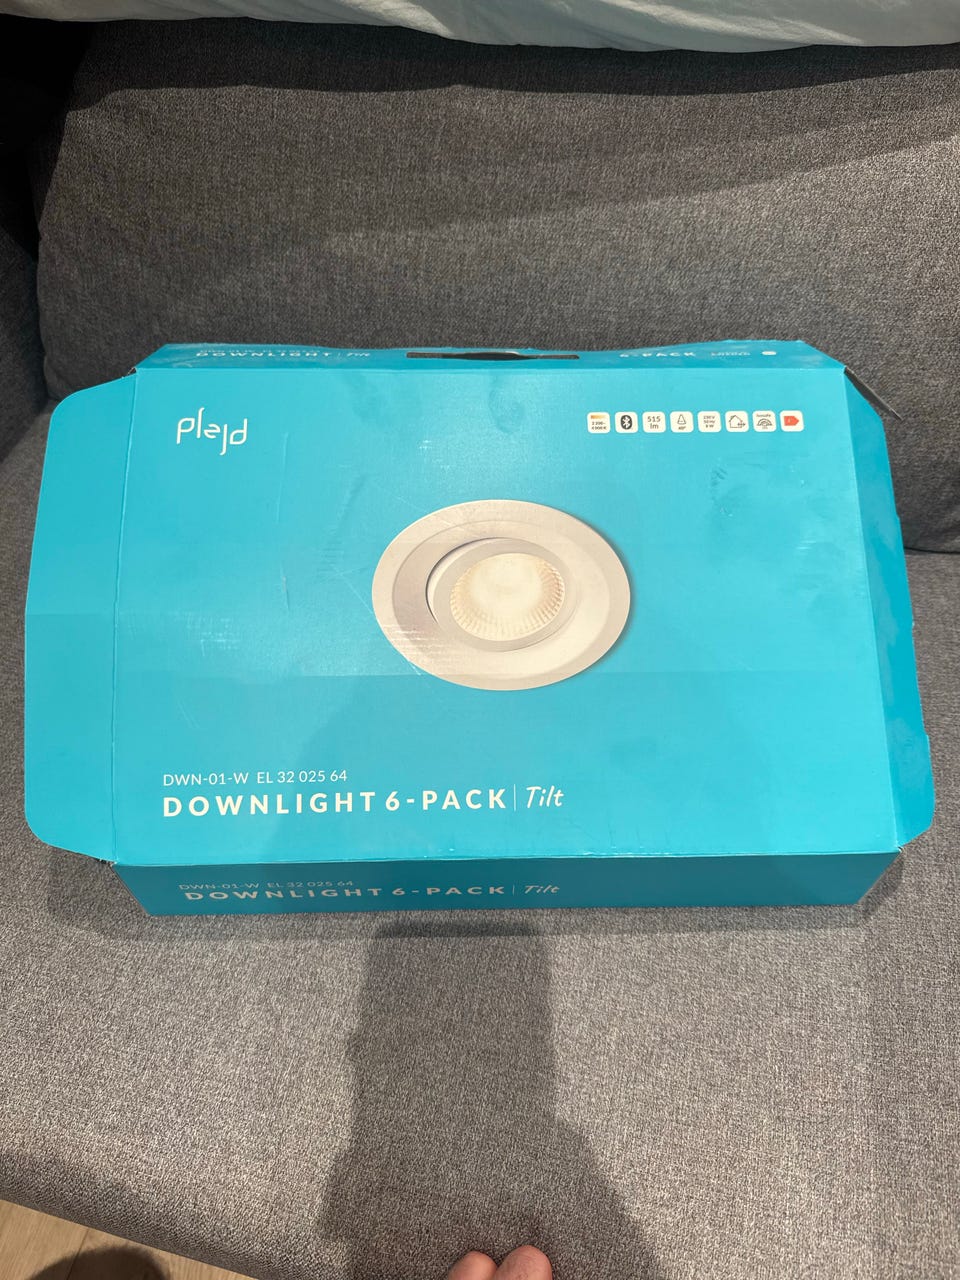 DOWNLIGHT | Tilt
6-PACK
plejd
515
lm
DWN-01-W EL 32 025 64
DOWNLIGHT 6-PACK | Tilt
DWN-01-W EL 32 025 64
DOWNLIGHT 6-PACK | Tilt